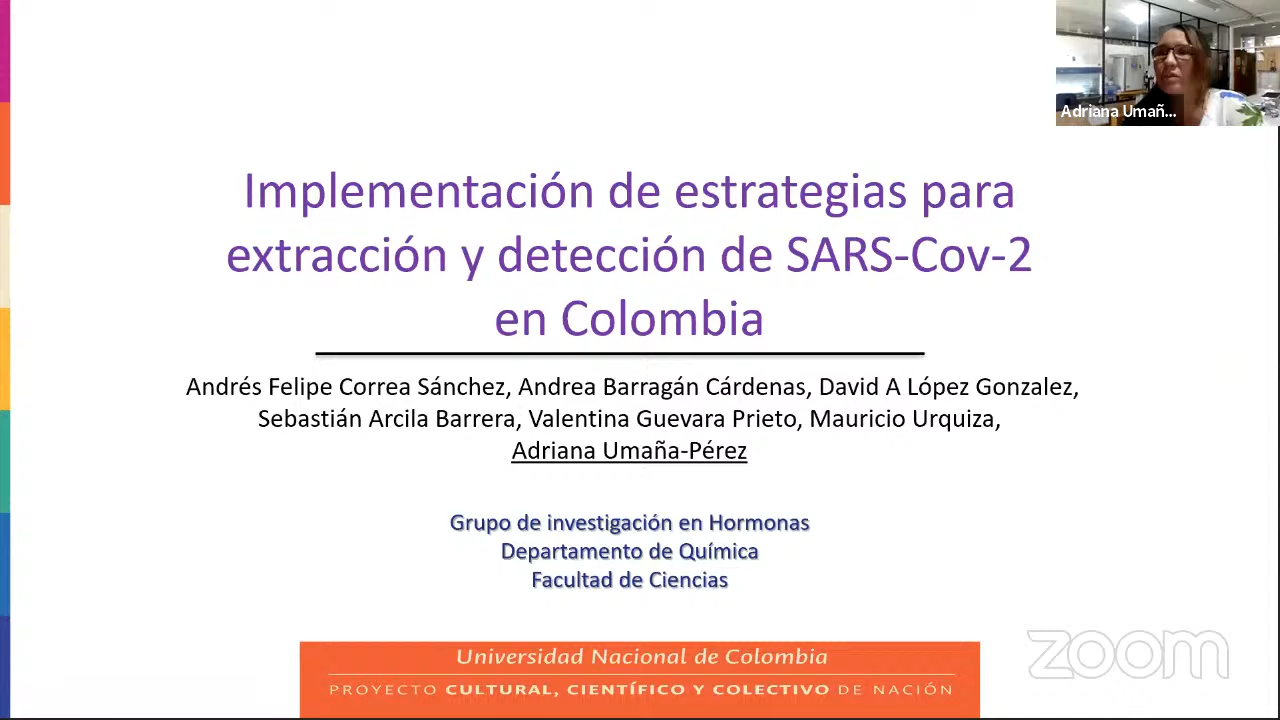 Adriana Umañ...
Implementación de estrategias para
extracción y detección de SARS-Cov-2
en Colombia
Andrés Felipe Correa Sánchez, Andrea Barragán Cárdenas, David A López Gonzalez,
Sebastián Arcila Barrera, Valentina Guevara Prieto, Mauricio Urquiza,
Adriana Umaña-Pérez
Grupo de investigación en Hormonas
Departamento de Química
Facultad de Ciencias
Universidad Nacional de Colombia
PROYECTO CULTURAL, CIENTÍFICO Y COLECTIVO DE NACIÓN
zoom